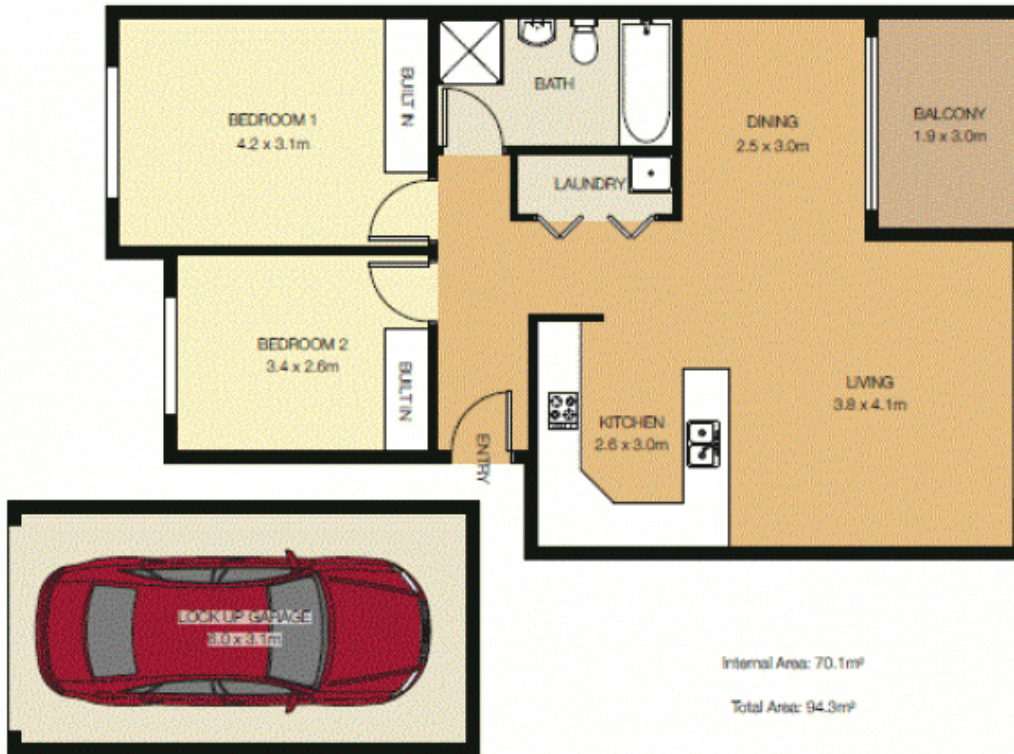 BEDROOM 1
4.2 x 3.1m
BUILT IN
BATH
LAUNDRY
DINING
2.5 x 3.0m
BALCONY
1.9 x 3.0m
BEDROOM 2
3.4 x 2.6m
BUILT IN
ENTRY
KITCHEN
2.6 x 3.0m
LIVING
3.8 x 4.1m
LOCK UP GARAGE
x 3.1m
Internal Area: 70.1m²
Total Area: 94.3m²